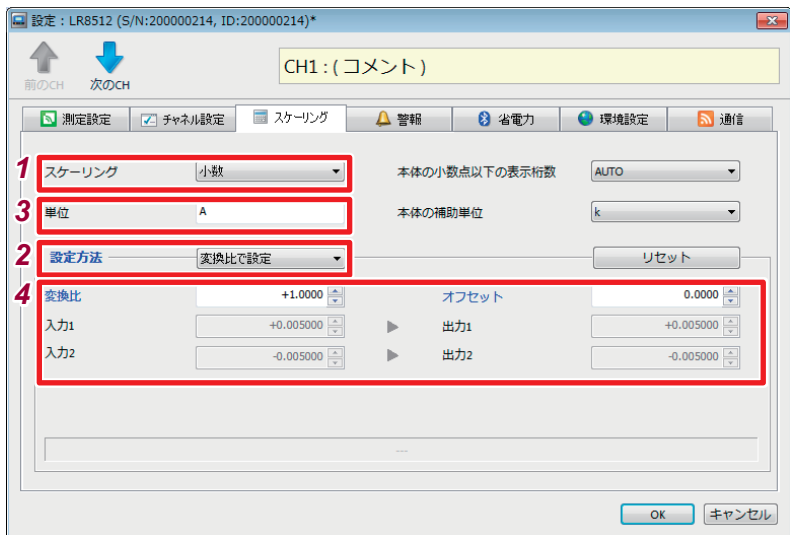 設定：LR8512 (S/N:200000214, ID:200000214)*
前のCH 次のCH CH1 : ( コメント )
測定設定 チャネル設定 スケーリング 警報 省電力 環境設定 通信
1 スケーリング 小数 本体の小数点以下の表示桁数 AUTO
3 単位 A 本体の補助単位 k
2 設定方法 変換比で設定 リセット
4 変換比 +1.0000 オフセット 0.0000
入力1 +0.005000 出力1 +0.005000
入力2 -0.005000 出力2 -0.005000
---
OK キャンセル